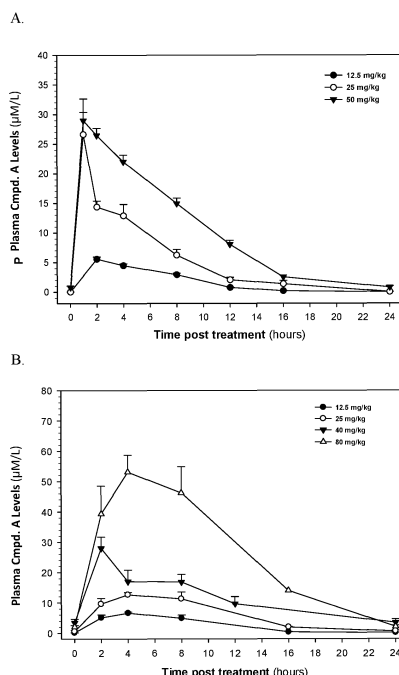 A.
40
35
30
25
20
15
10
5
0
p Plasma Cmpd. A Levels (µM/L)
12.5 mg/kg
25 mg/kg
50 mg/kg
0 2 4 6 8 10 12 14 16 18 20 22 24
Time post treatment (hours)
B.
80
70
60
50
40
30
20
10
0
Plasma Cmpd. A Levels (µM/L)
12.5 mg/kg
25 mg/kg
40 mg/kg
80 mg/kg
0 2 4 6 8 10 12 14 16 18 20 22 24
Time post treatment (hours)